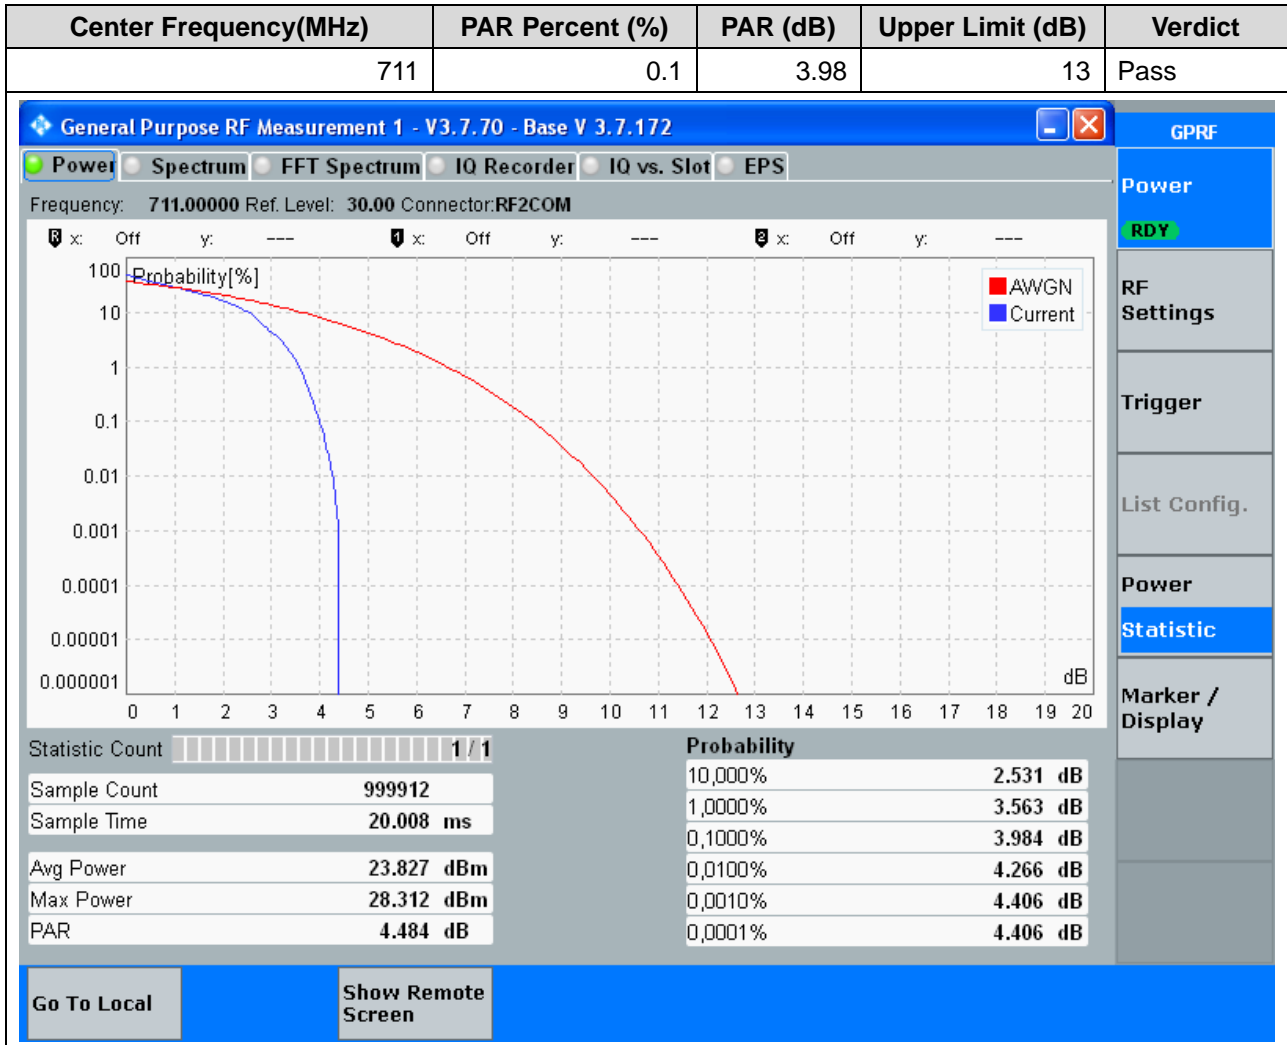 Center Frequency(MHz) PAR Percent (%) PAR (dB) Upper Limit (dB) Verdict
711 0.1 3.98 13 Pass
General Purpose RF Measurement 1 - V3.7.70 - Base V 3.7.172
GPRF
Power Spectrum FFT Spectrum IQ Recorder IQ vs. Slot EPS
Power
RDY
Frequency: 711.00000 Ref. Level: 30.00 Connector:RF2COM
R x: Off y: --- 1 x: Off y: --- 2 x: Off y: ---
Probability[%]
AWGN
Current
100
10
1
0.1
0.01
0.001
0.0001
0.00001
0.000001
dB
0 1 2 3 4 5 6 7 8 9 10 11 12 13 14 15 16 17 18 19 20
RF
Settings
Trigger
List Config.
Power
Statistic
Marker /
Display
Statistic Count 1 / 1
Sample Count 999912
Sample Time 20.008 ms
Avg Power 23.827 dBm
Max Power 28.312 dBm
PAR 4.484 dB
Probability
10,000% 2.531 dB
1,0000% 3.563 dB
0,1000% 3.984 dB
0,0100% 4.266 dB
0,0010% 4.406 dB
0,0001% 4.406 dB
Go To Local
Show Remote
Screen